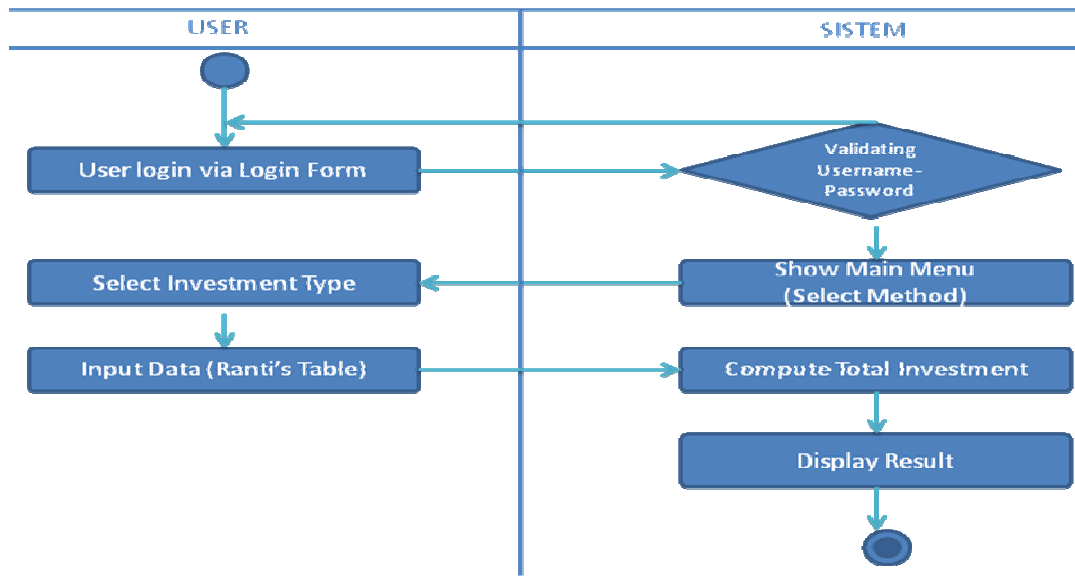 USER
SISTEM
User login via Login Form
Validating
Username-
Password
Select Investment Type
Show Main Menu
(Select Method)
Input Data (Ranti's Table)
Compute Total Investment
Display Result